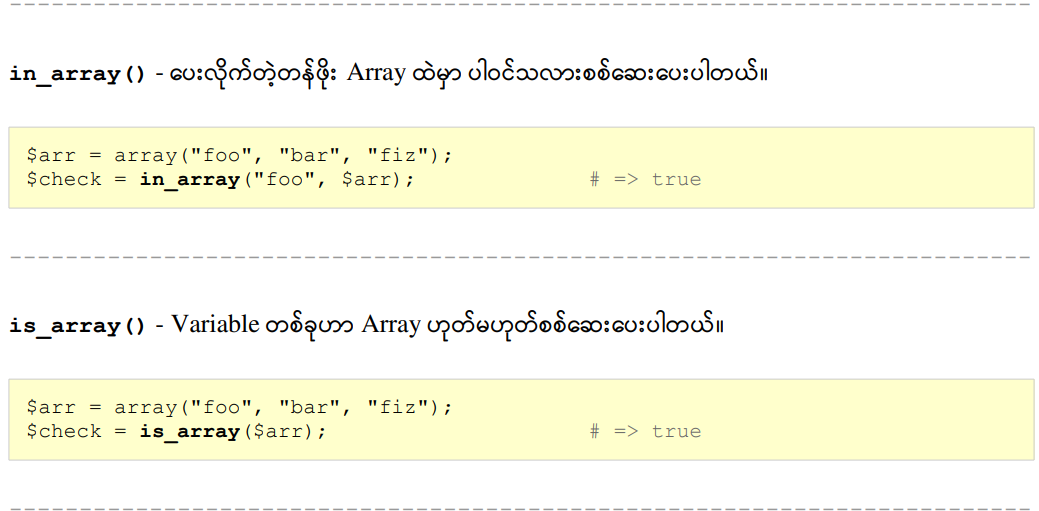 in_array() - ပေးလိုက်တဲ့တန်ဖိုး Array ထဲမှာ ပါဝင်သလားစစ်ဆေးပေးပါတယ်။
$arr = array("foo", "bar", "fiz");
$check = in_array("foo", $arr); # => true
is_array() - Variable တစ်ခုဟာ Array ဟုတ်မဟုတ်စစ်ဆေးပေးပါတယ်။
$arr = array("foo", "bar", "fiz");
$check = is_array($arr); # => true